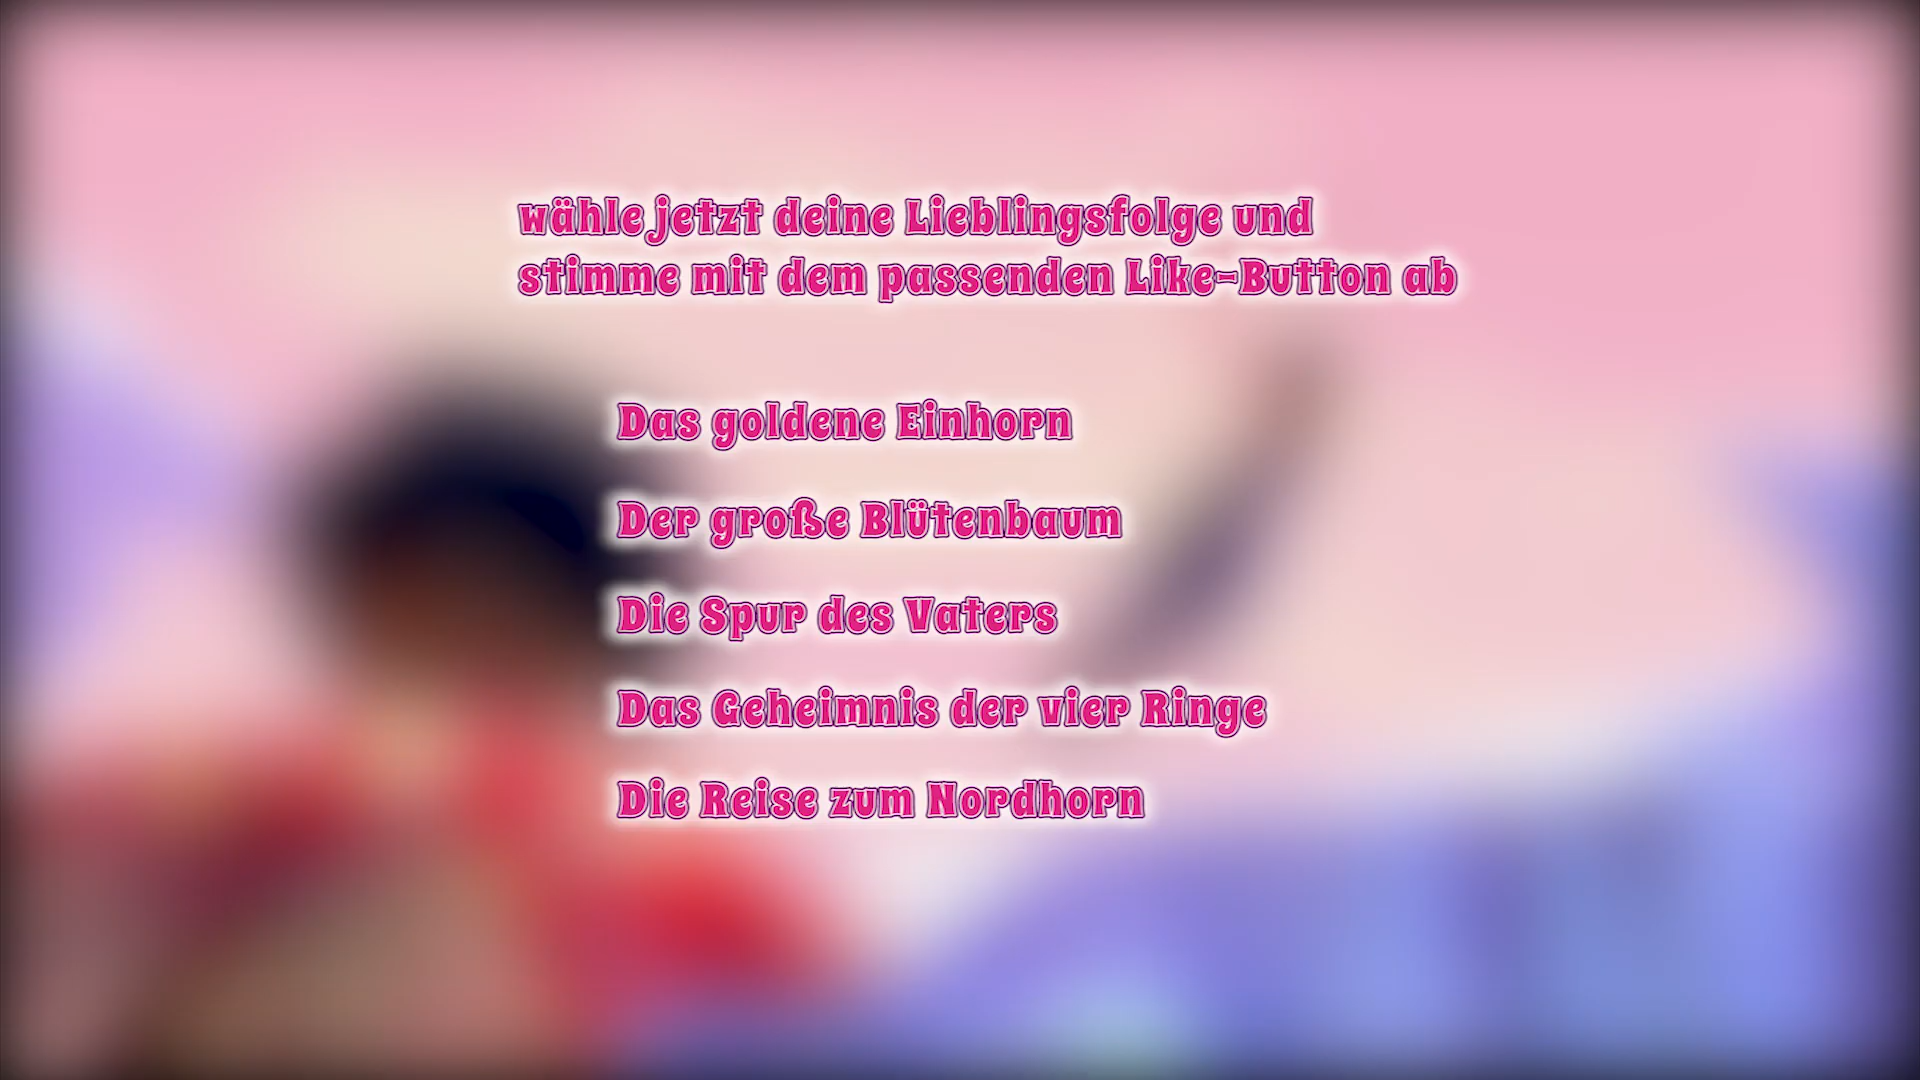 wähle jetzt deine Lieblingsfolge und
stimme mit dem passenden Like-Button ab
Das goldene Einhorn
Der große Blütenbaum
Die Spur des Vaters
Das Geheimnis der vier Ringe
Die Reise zum Nordhorn